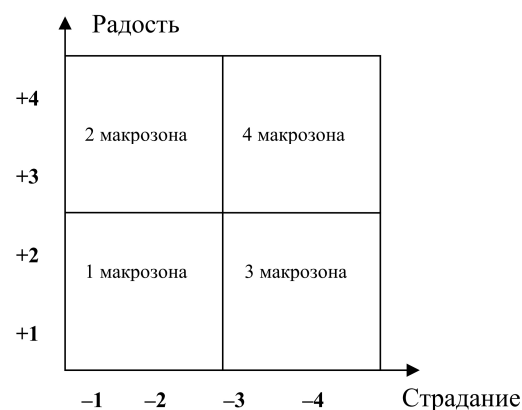 Радость
+4
2 макрозона 4 макрозона
+3
+2
1 макрозона 3 макрозона
+1
–1 –2 –3 –4 Страдание